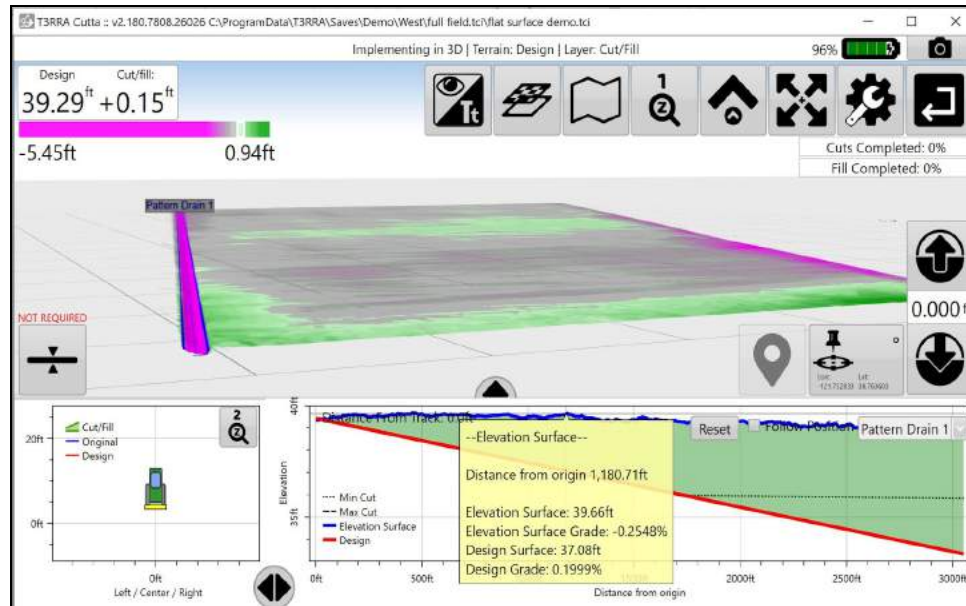 T3RRA Cutta :: v2.180.7808.26026 C:\ProgramData\T3RRA\Saves\Demo\West\full field.tci\flat surface demo.tci
Implementing in 3D | Terrain: Design | Layer: Cut/Fill
96%
Design Cut/fill:
39.29ft +0.15ft
-5.45ft 0.94ft
Tt
1
Z
Cuts Completed: 0%
Fill Completed: 0%
Pattern Drain 1
NOT REQUIRED
0.000
Lat:
2
Z
Cut/Fill
Original
Design
20ft
0ft
0ft
Left / Center / Right
40ft
35ft
Elevation
Distance From Track: 0.0ft
Reset
Follow Position
Pattern Drain 1
--Elevation Surface--
Distance from origin 1,180.71ft
Elevation Surface: 39.66ft
Elevation Surface Grade: -0.2548%
Design Surface: 37.08ft
Design Grade: 0.1999%
Min Cut
Max Cut
Elevation Surface
Design
0ft 500ft 2000ft 2500ft 3000ft
Distance from origin